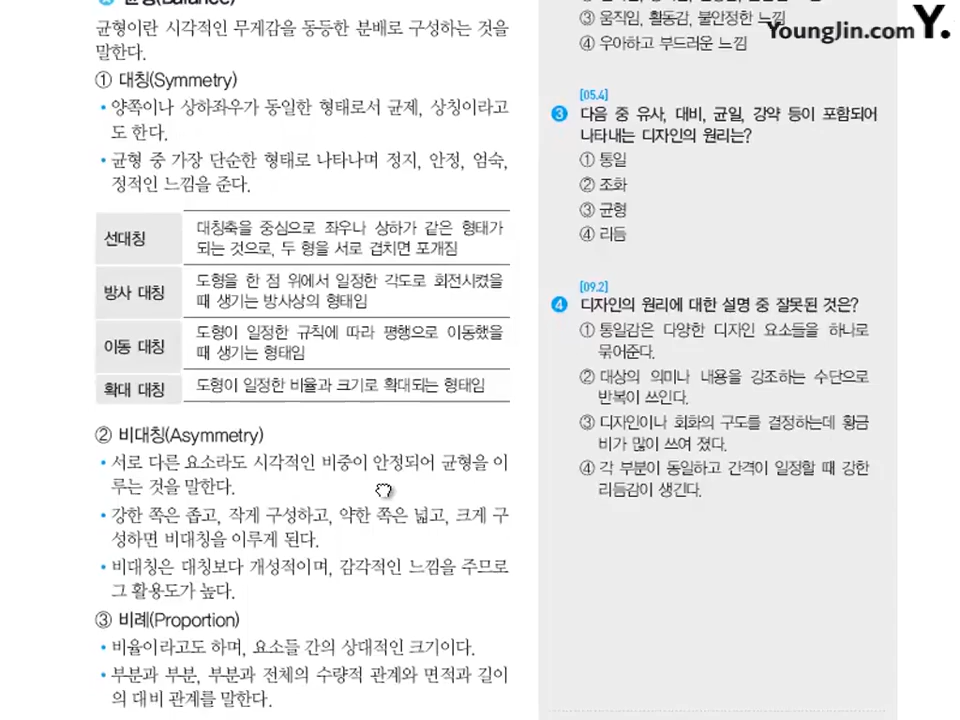 균형이란 시각적인 무게감을 동등한 분배로 구성하는 것을
말한다.
① 대칭(Symmetry)
• 양쪽이나 상하좌우가 동일한 형태로서 균제, 상칭이라고
도 한다.
• 균형 중 가장 단순한 형태로 나타나며 정지, 안정, 엄숙,
정적인 느낌을 준다.
선대칭
대칭축을 중심으로 좌우나 상하가 같은 형태가
되는 것으로, 두 형을 서로 겹치면 포개짐
방사 대칭
도형을 한 점 위에서 일정한 각도로 회전시켰을
때 생기는 방사상의 형태임
이동 대칭
도형이 일정한 규칙에 따라 평행으로 이동했을
때 생기는 형태임
확대 대칭
도형이 일정한 비율과 크기로 확대되는 형태임
② 비대칭(Asymmetry)
• 서로 다른 요소라도 시각적인 비중이 안정되어 균형을 이
루는 것을 말한다.
• 강한 쪽은 좁고, 작게 구성하고, 약한 쪽은 넓고, 크게 구
성하면 비대칭을 이루게 된다.
• 비대칭은 대칭보다 개성적이며, 감각적인 느낌을 주므로
그 활용도가 높다.
③ 비례(Proportion)
• 비율이라고도 하며, 요소들 간의 상대적인 크기이다.
• 부분과 부분, 부분과 전체의 수량적 관계와 면적과 길이
의 대비 관계를 말한다.
③ 움직임, 활동감, 불안정한 느낌
④ 우아하고 부드러운 느낌
YoungJin.com Y.
[05.4]
3 다음 중 유사, 대비, 균일, 강약 등이 포함되어
나타내는 디자인의 원리는?
① 통일
② 조화
③ 균형
④ 리듬
[09.2]
4 디자인의 원리에 대한 설명 중 잘못된 것은?
① 통일감은 다양한 디자인 요소들을 하나로
묶어준다.
② 대상의 의미나 내용을 강조하는 수단으로
반복이 쓰인다.
③ 디자인이나 회화의 구도를 결정하는데 황금
비가 많이 쓰여 졌다.
④ 각 부분이 동일하고 간격이 일정할 때 강한
리듬감이 생긴다.